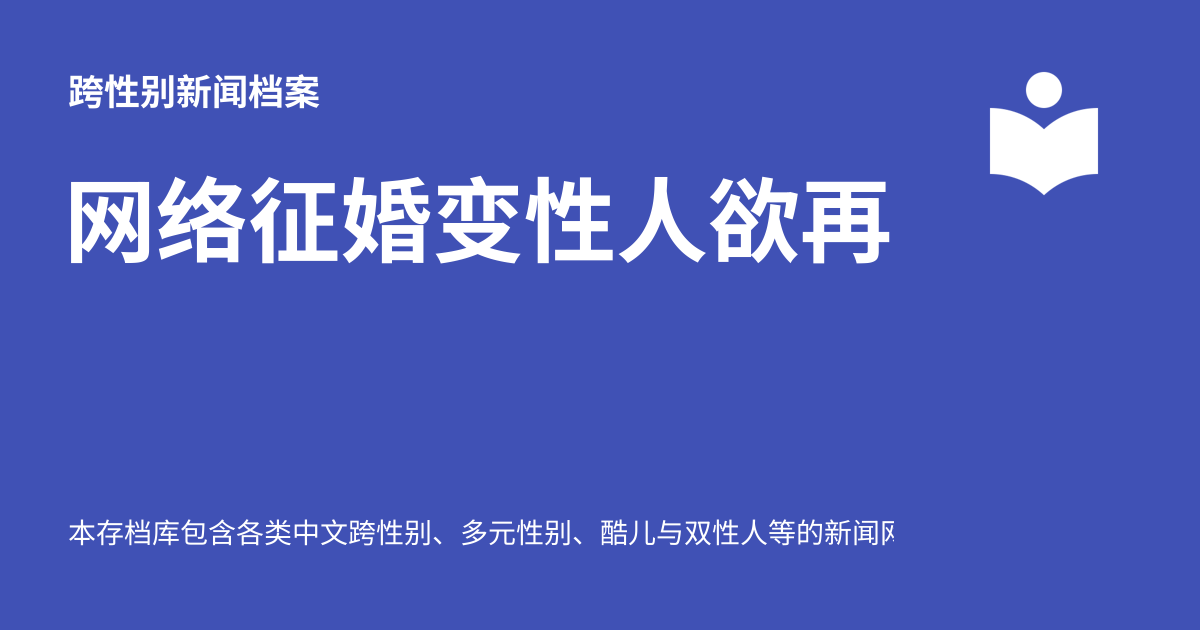 跨性别新闻档案
网络征婚变性人欲再
本存档库包含各类中文跨性别、多元性别、酷儿与双性人等的新闻